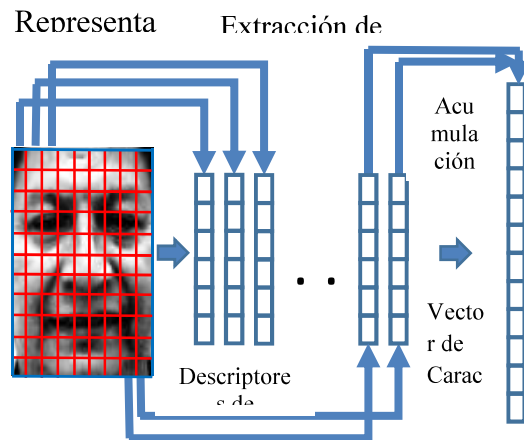 Representa
Extracción de
Acu
mula
ción
. .
Vecto
r de
Carac
Descriptore
s de